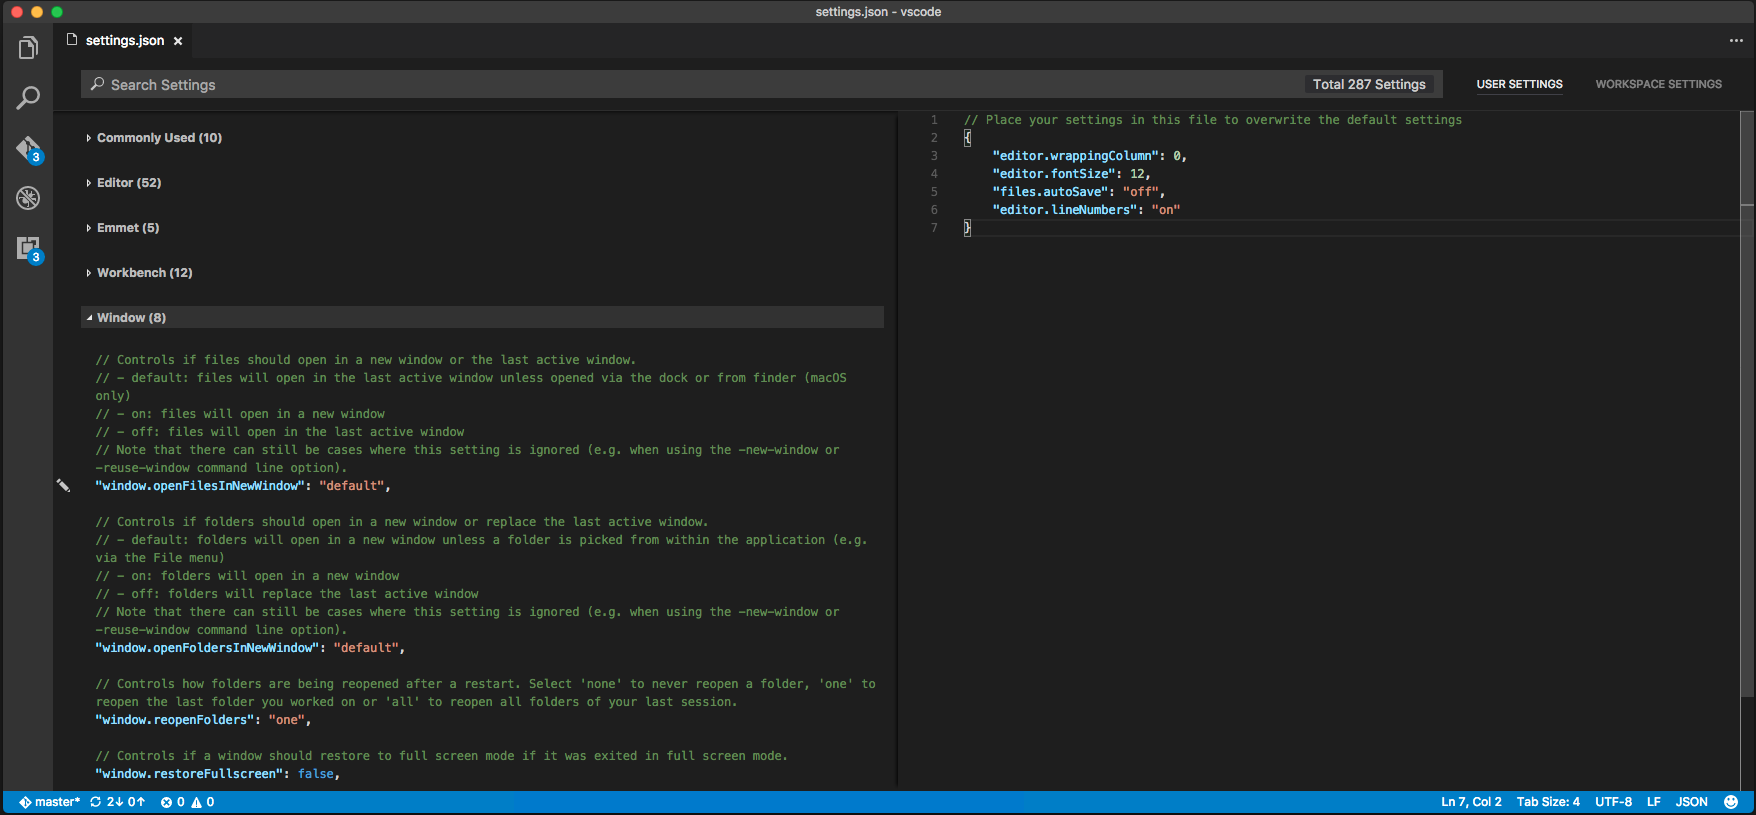 settings.json - vscode
settings.json
Search Settings
Total 287 Settings
USER SETTINGS
WORKSPACE SETTINGS
3
3
Commonly Used (10)
Editor (52)
Emmet (5)
Workbench (12)
Window (8)
// Controls if files should open in a new window or the last active window.
// - default: files will open in the last active window unless opened via the dock or from finder (macOS
only)
// - on: files will open in a new window
// - off: files will open in the last active window
// Note that there can still be cases where this setting is ignored (e.g. when using the -new-window or
-reuse-window command line option).
"window.openFilesInNewWindow": "default",
// Controls if folders should open in a new window or replace the last active window.
// - default: folders will open in a new window unless a folder is picked from within the application (e.g.
via the File menu)
// - on: folders will open in a new window
// - off: folders will replace the last active window
// Note that there can still be cases where this setting is ignored (e.g. when using the -new-window or
-reuse-window command line option).
"window.openFoldersInNewWindow": "default",
// Controls how folders are being reopened after a restart. Select 'none' to never reopen a folder, 'one' to
reopen the last folder you worked on or 'all' to reopen all folders of your last session.
"window.reopenFolders": "one",
// Controls if a window should restore to full screen mode if it was exited in full screen mode.
"window.restoreFullscreen": false,
1 // Place your settings in this file to overwrite the default settings
2 {
3 "editor.wrappingColumn": 0,
4 "editor.fontSize": 12,
5 "files.autoSave": "off",
6 "editor.lineNumbers": "on"
7 }
master* 2↓ 0↑ 0 0
Ln 7, Col 2 Tab Size: 4 UTF-8 LF JSON